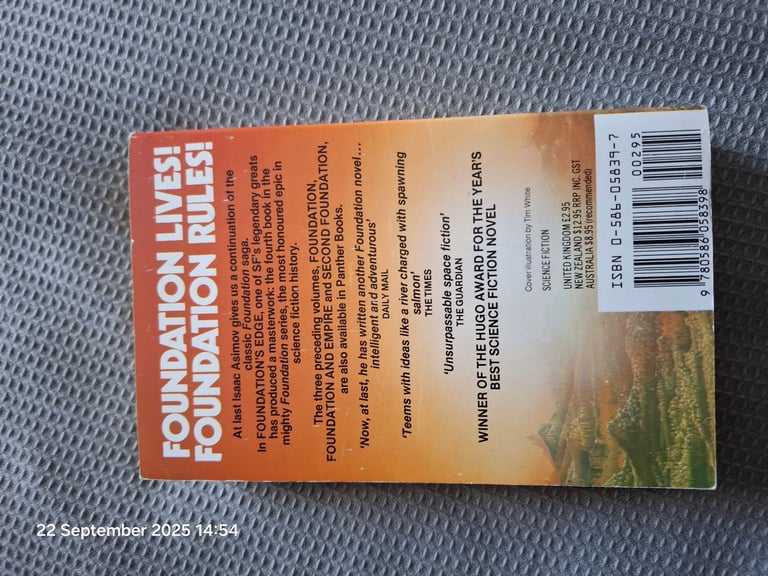 FOUNDATION LIVES!
FOUNDATION RULES!
At last Isaac Asimov gives us a continuation of the
classic Foundation saga.
In FOUNDATION'S EDGE, one of SF's legendary greats
has produced a masterwork: the fourth book in the
mighty Foundation series, the most honoured epic in
science fiction history.
The three preceding volumes, FOUNDATION,
FOUNDATION AND EMPIRE and SECOND FOUNDATION,
are also available in Panther Books.
'Now, at last, he has written another Foundation novel...
intelligent and adventurous'
DAILY MAIL
'Teems with ideas like a river charged with spawning
salmon'
THE TIMES
'Unsurpassable space fiction'
THE GUARDIAN
WINNER OF THE HUGO AWARD FOR THE YEAR'S
BEST SCIENCE FICTION NOVEL
Cover illustration by Tim White
SCIENCE FICTION
UNITED KINGDOM £2.95
NEW ZEALAND $12.95 RRP INC. GST
AUSTRALIA $8.95 (recommended)
ISBN 0-586-05839-7
00295
9 780586 058398
22 September 2025 14:54